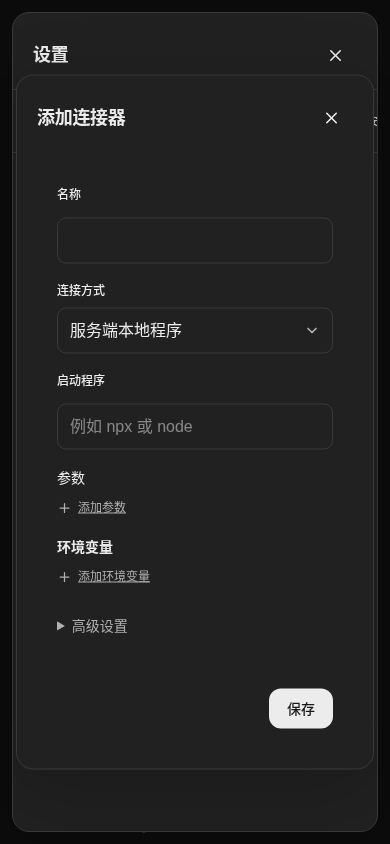 设置
添加连接器
名称
连接方式
服务端本地程序
启动程序
例如 npx 或 node
参数
添加参数
环境变量
添加环境变量
高级设置
保存